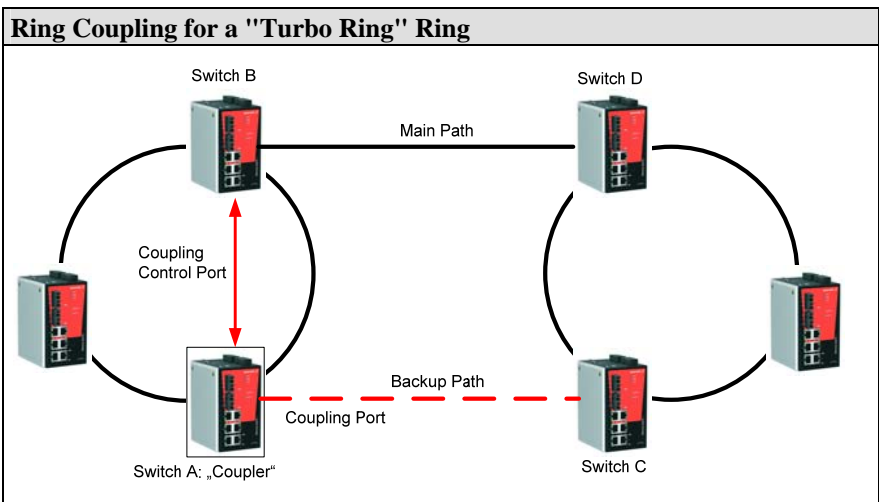 Ring Coupling for a "Turbo Ring" Ring
Switch B
Switch D
Main Path
Coupling
Control Port
Backup Path
Coupling Port
Switch A: „Coupler“
Switch C